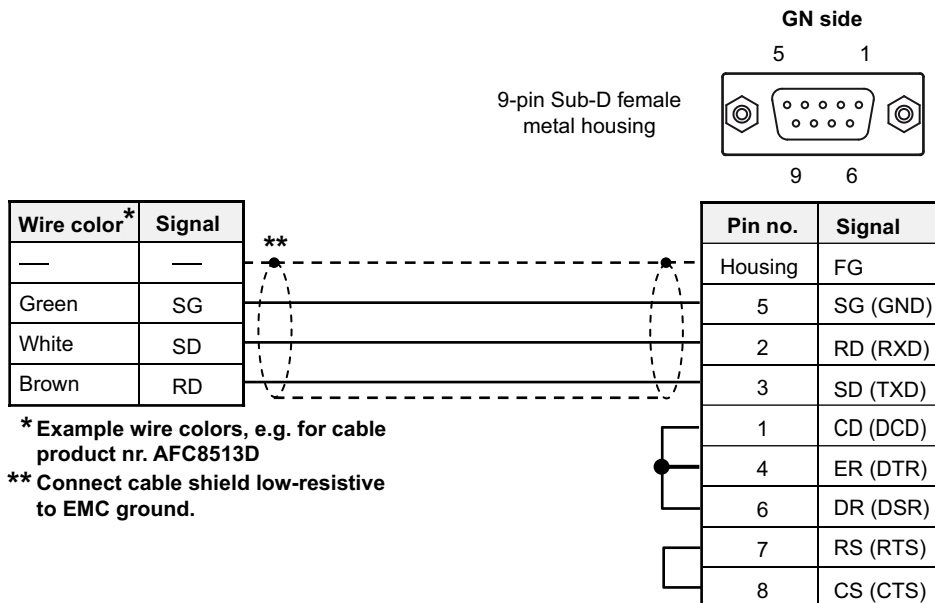 GN side
5 1
9-pin Sub-D female
metal housing
9 6
Wire color* Signal
— —
Green SG
White SD
Brown RD
**
Pin no. Signal
Housing FG
5 SG (GND)
2 RD (RXD)
3 SD (TXD)
1 CD (DCD)
4 ER (DTR)
6 DR (DSR)
7 RS (RTS)
8 CS (CTS)
* Example wire colors, e.g. for cable
product nr. AFC8513D
** Connect cable shield low-resistive
to EMC ground.